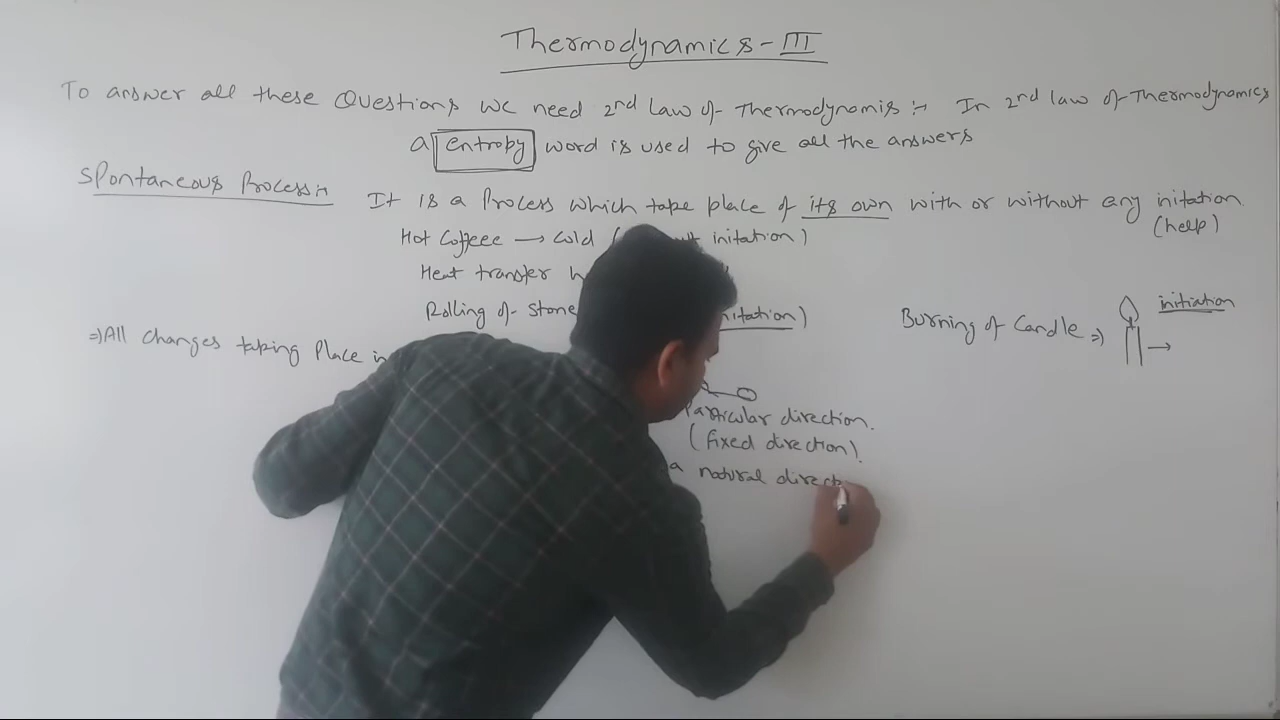 Thermodynamics - III
To answer all these Questions we need 2nd Law of Thermodynamis :- In 2nd law of Thermodynamics
a entropy word is used to give all the answers
Spontaneous Process :- It is a Process which take place of its own with or without any initation
(help)
Hot Coffeee → Cold ( initation)
Heat transfer
Rolling of Stone nitation)
Burning of Candle ⇒ initiation
⇒ All changes taking Place in
Particular direction.
(fixed direction).
a natural direct